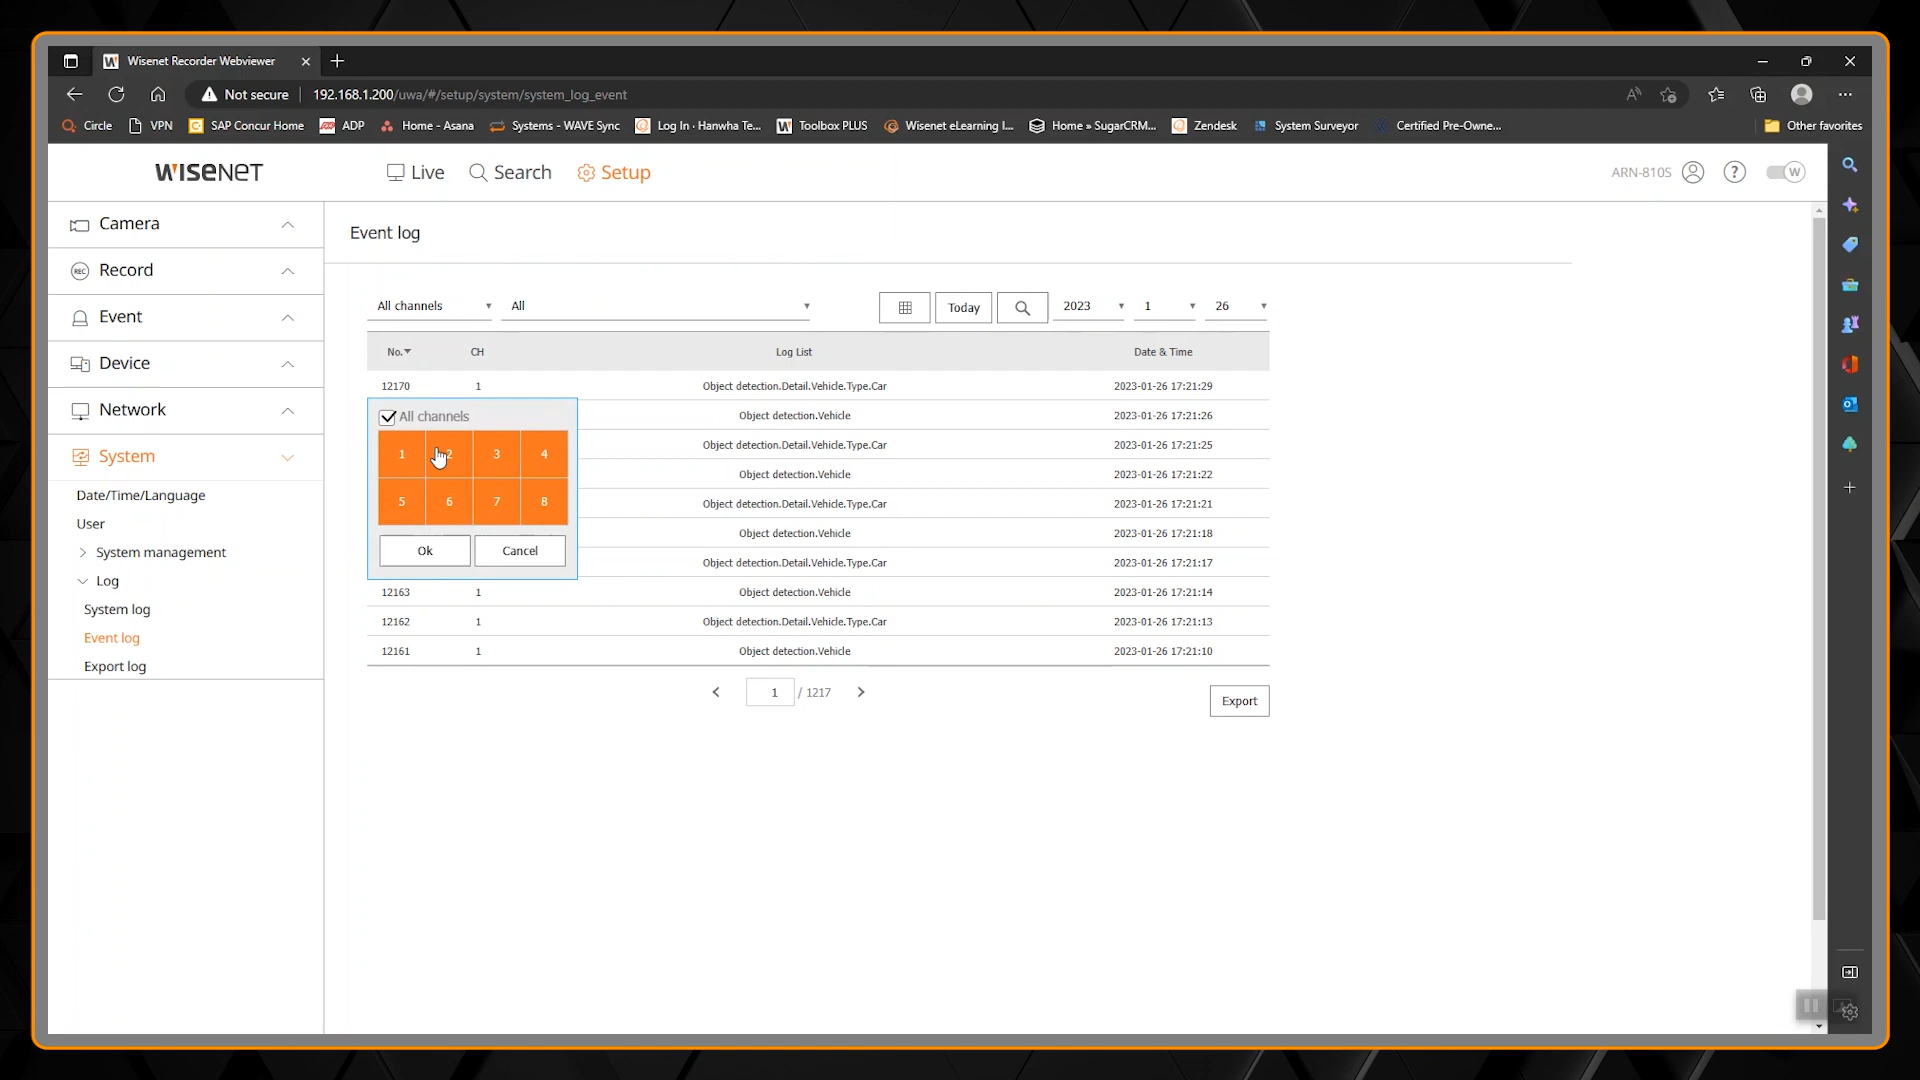 Wisenet Recorder Webviewer
Not secure 192.168.1.200/uwa/#/setup/system/system_log_event
Circle VPN SAP Concur Home ADP Home - Asana Systems - WAVE Sync Log In · Hanwha Te... Toolbox PLUS Wisenet eLearning I... Home » SugarCRM... Zendesk System Surveyor Certified Pre-Owne... Other favorites
WISENET Live Search Setup ARN-810S ? W
Camera
REC Record
Event
Device
Network
System
Date/Time/Language
User
System management
Log
System log
Event log
Export log
Event log
All channels All Today 2023 1 26
No. CH Log List Date & Time
12170 1 Object detection.Detail.Vehicle.Type.Car 2023-01-26 17:21:29
Object detection.Vehicle 2023-01-26 17:21:26
Object detection.Detail.Vehicle.Type.Car 2023-01-26 17:21:25
Object detection.Vehicle 2023-01-26 17:21:22
Object detection.Detail.Vehicle.Type.Car 2023-01-26 17:21:21
Object detection.Vehicle 2023-01-26 17:21:18
Object detection.Detail.Vehicle.Type.Car 2023-01-26 17:21:17
12163 1 Object detection.Vehicle 2023-01-26 17:21:14
12162 1 Object detection.Detail.Vehicle.Type.Car 2023-01-26 17:21:13
12161 1 Object detection.Vehicle 2023-01-26 17:21:10
All channels
1 2 3 4
5 6 7 8
Ok Cancel
1 / 1217
Export